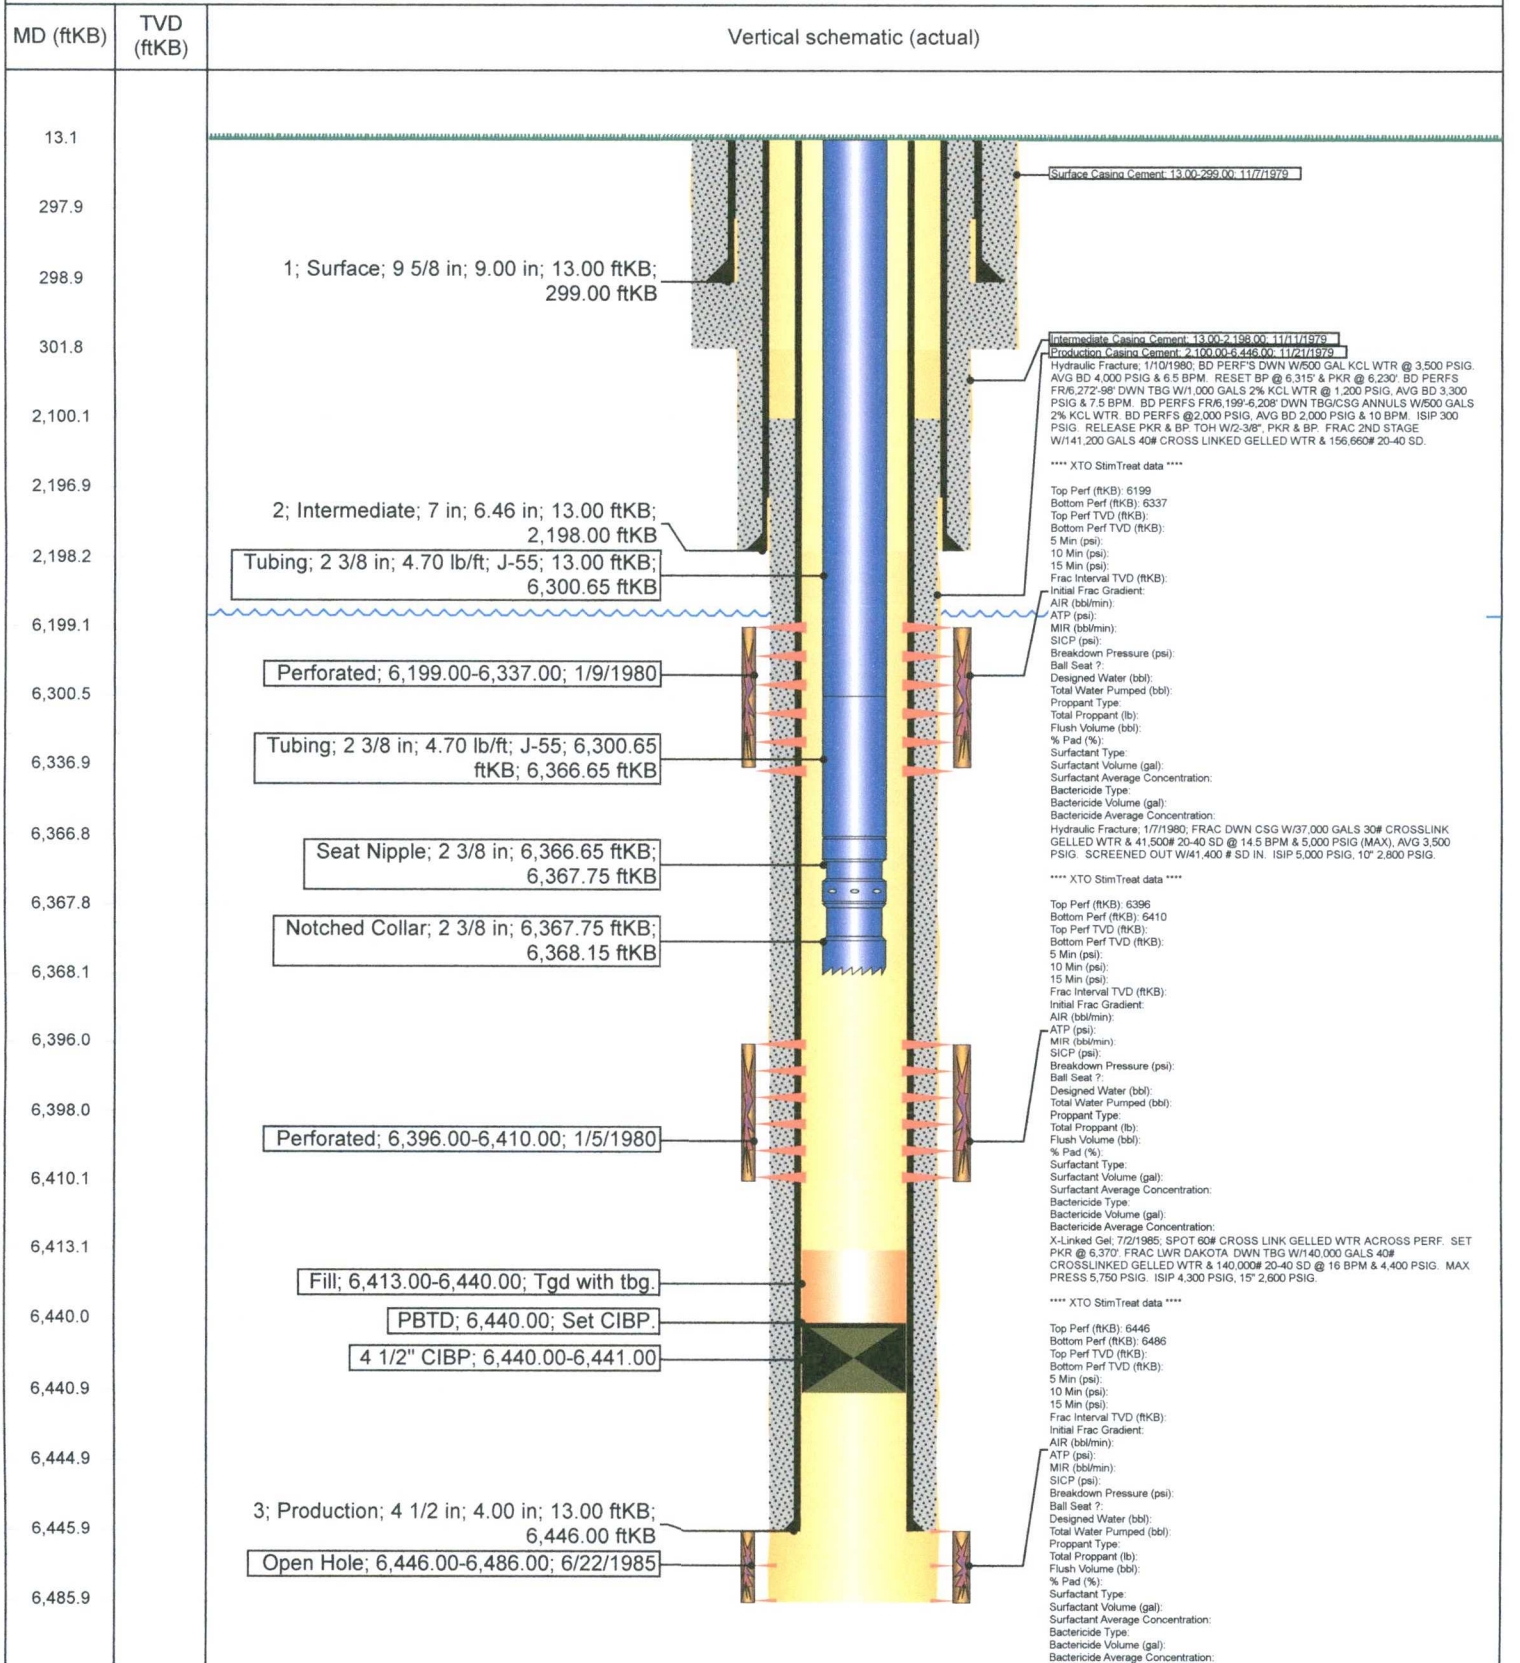 MD (ftKB)
TVD
(ftKB)
Vertical schematic (actual)
13.1
297.9
298.9
301.8
2,100.1
2,196.9
2,198.2
6,199.1
6,300.5
6,336.9
6,366.8
6,367.8
6,368.1
6,396.0
6,398.0
6,410.1
6,413.1
6,440.0
6,440.9
6,444.9
6,445.9
6,485.9
1; Surface; 9 5/8 in; 9.00 in; 13.00 ftKB;
299.00 ftKB
2; Intermediate; 7 in; 6.46 in; 13.00 ftKB;
2,198.00 ftKB
Tubing; 2 3/8 in; 4.70 lb/ft; J-55; 13.00 ftKB;
6,300.65 ftKB
Perforated; 6,199.00-6,337.00; 1/9/1980
Tubing; 2 3/8 in; 4.70 lb/ft; J-55; 6,300.65
ftKB; 6,366.65 ftKB
Seat Nipple; 2 3/8 in; 6,366.65 ftKB;
6,367.75 ftKB
Notched Collar; 2 3/8 in; 6,367.75 ftKB;
6,368.15 ftKB
Perforated; 6,396.00-6,410.00; 1/5/1980
Fill; 6,413.00-6,440.00; Tgd with tbg.
PBTD; 6,440.00; Set CIBP.
4 1/2" CIBP; 6,440.00-6,441.00
3; Production; 4 1/2 in; 4.00 in; 13.00 ftKB;
6,446.00 ftKB
Open Hole; 6,446.00-6,486.00; 6/22/1985
Surface Casing Cement; 13.00-299.00; 11/7/1979
Intermediate Casing Cement; 13.00-2,198.00; 11/11/1979
Production Casing Cement; 2,100.00-6,446.00; 11/21/1979
Hydraulic Fracture; 1/10/1980; BD PERF'S DWN W/500 GAL KCL WTR @ 3,500 PSIG.
AVG BD 4,000 PSIG & 6.5 BPM. RESET BP @ 6,315' & PKR @ 6,230'. BD PERFS
FR/6,272'-98' DWN TBG W/1,000 GALS 2% KCL WTR @ 1,200 PSIG, AVG BD 3,300
PSIG & 7.5 BPM. BD PERFS FR/6,199'-6,208' DWN TBG/CSG ANNULS W/500 GALS
2% KCL WTR. BD PERFS @2,000 PSIG, AVG BD 2,000 PSIG & 10 BPM. ISIP 300
PSIG. RELEASE PKR & BP. TOH W/2-3/8", PKR & BP. FRAC 2ND STAGE
W/141,200 GALS 40# CROSS LINKED GELLED WTR & 156,660# 20-40 SD.
**** XTO StimTreat data ****
Top Perf (ftKB): 6199
Bottom Perf (ftKB): 6337
Top Perf TVD (ftKB):
Bottom Perf TVD (ftKB):
5 Min (psi):
10 Min (psi):
15 Min (psi):
Frac Interval TVD (ftKB):
Initial Frac Gradient:
AIR (bbl/min):
ATP (psi):
MIR (bbl/min):
SICP (psi):
Breakdown Pressure (psi):
Ball Seat ?:
Designed Water (bbl):
Total Water Pumped (bbl):
Proppant Type:
Total Proppant (lb):
Flush Volume (bbl):
% Pad (%):
Surfactant Type:
Surfactant Volume (gal):
Surfactant Average Concentration:
Bactericide Type:
Bactericide Volume (gal):
Bactericide Average Concentration:
Hydraulic Fracture; 1/7/1980; FRAC DWN CSG W/37,000 GALS 30# CROSSLINK
GELLED WTR & 41,500# 20-40 SD @ 14.5 BPM & 5,000 PSIG (MAX), AVG 3,500
PSIG. SCREENED OUT W/41,400 # SD IN. ISIP 5,000 PSIG, 10" 2,800 PSIG.
**** XTO StimTreat data ****
Top Perf (ftKB): 6396
Bottom Perf (ftKB): 6410
Top Perf TVD (ftKB):
Bottom Perf TVD (ftKB):
5 Min (psi):
10 Min (psi):
15 Min (psi):
Frac Interval TVD (ftKB):
Initial Frac Gradient:
AIR (bbl/min):
ATP (psi):
MIR (bbl/min):
SICP (psi):
Breakdown Pressure (psi):
Ball Seat ?:
Designed Water (bbl):
Total Water Pumped (bbl):
Proppant Type:
Total Proppant (lb):
Flush Volume (bbl):
% Pad (%):
Surfactant Type:
Surfactant Volume (gal):
Surfactant Average Concentration:
Bactericide Type:
Bactericide Volume (gal):
Bactericide Average Concentration:
X-Linked Gel; 7/2/1985; SPOT 60# CROSS LINK GELLED WTR ACROSS PERF. SET
PKR @ 6,370'. FRAC LWR DAKOTA DWN TBG W/140,000 GALS 40#
CROSSLINKED GELLED WTR & 140,000# 20-40 SD @ 16 BPM & 4,400 PSIG. MAX
PRESS 5,750 PSIG. ISIP 4,300 PSIG, 15" 2,600 PSIG.
**** XTO StimTreat data ****
Top Perf (ftKB): 6446
Bottom Perf (ftKB): 6486
Top Perf TVD (ftKB):
Bottom Perf TVD (ftKB):
5 Min (psi):
10 Min (psi):
15 Min (psi):
Frac Interval TVD (ftKB):
Initial Frac Gradient:
AIR (bbl/min):
ATP (psi):
MIR (bbl/min):
SICP (psi):
Breakdown Pressure (psi):
Ball Seat ?:
Designed Water (bbl):
Total Water Pumped (bbl):
Proppant Type:
Total Proppant (lb):
Flush Volume (bbl):
% Pad (%):
Surfactant Type:
Surfactant Volume (gal):
Surfactant Average Concentration:
Bactericide Type:
Bactericide Volume (gal):
Bactericide Average Concentration: